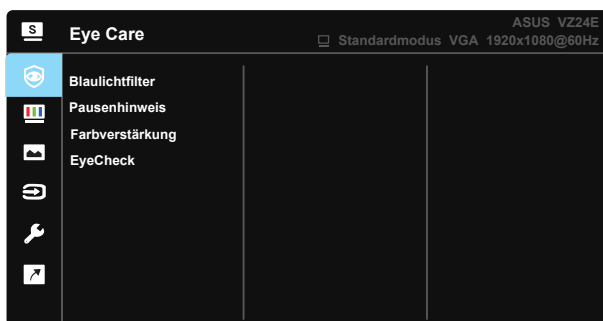 S
Eye Care
ASUS VZ24E
Standardmodus VGA 1920x1080@60Hz
Blaulichtfilter
Pausenhinweis
Farbverstärkung
EyeCheck